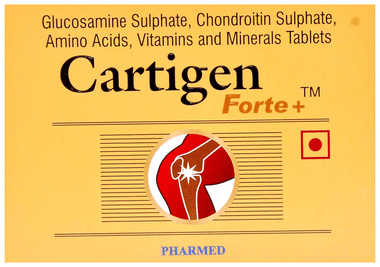 Glucosamine Sulphate, Chondroitin Sulphate,
Amino Acids, Vitamins and Minerals Tablets
Cartigen
Forte+ ™
PHARMED